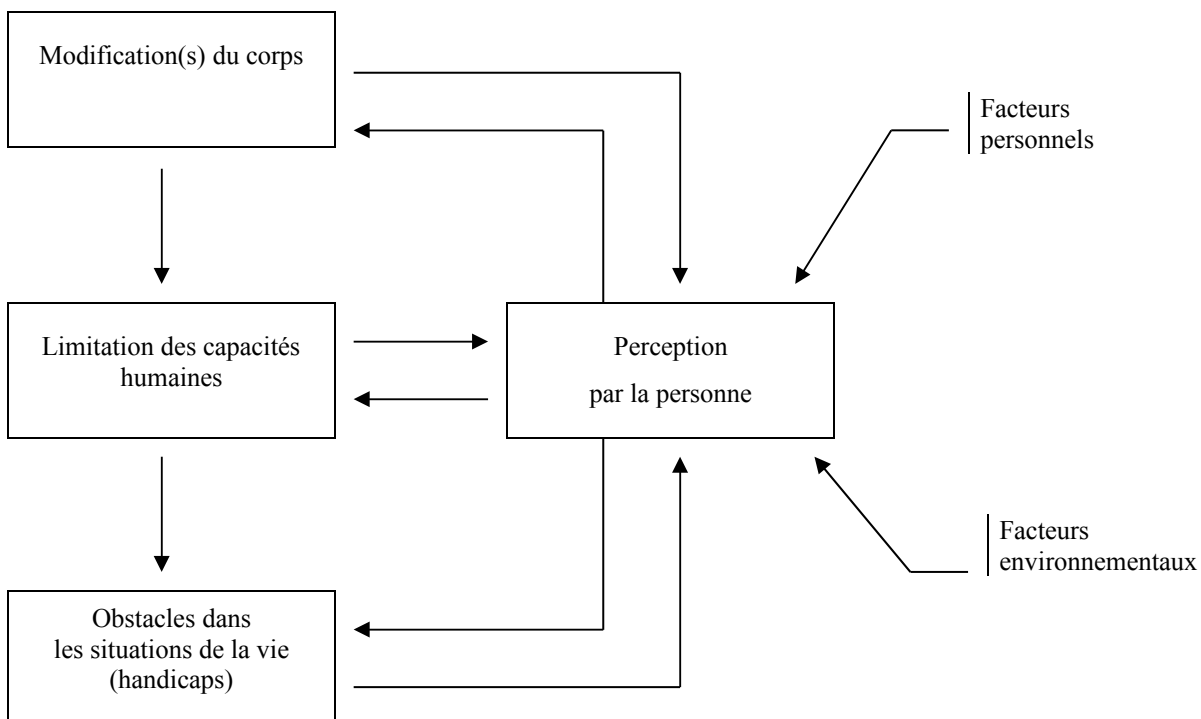 Modification(s) du corps
Facteurs
personnels
Limitation des capacités
humaines
Perception
par la personne
Facteurs
environnementaux
Obstacles dans
les situations de la vie
(handicaps)